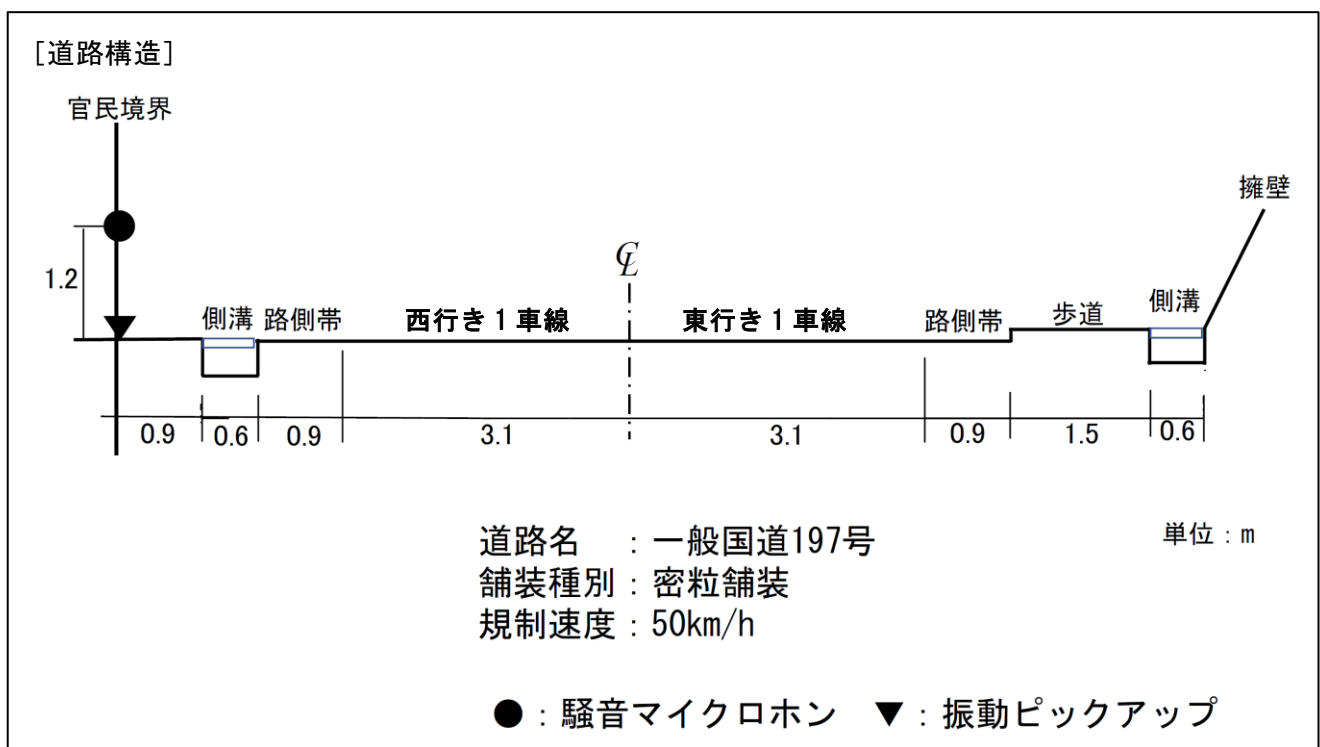 [道路構造]
官民境界
擁壁
℄
1.2
側溝 路側帯 西行き1車線 東行き1車線 路側帯 歩道 側溝
0.9 0.6 0.9 3.1 3.1 0.9 1.5 0.6
道路名 :一般国道197号
単位:m
舗装種別:密粒舗装
規制速度:50km/h
●:騒音マイクロホン ▼:振動ピックアップ